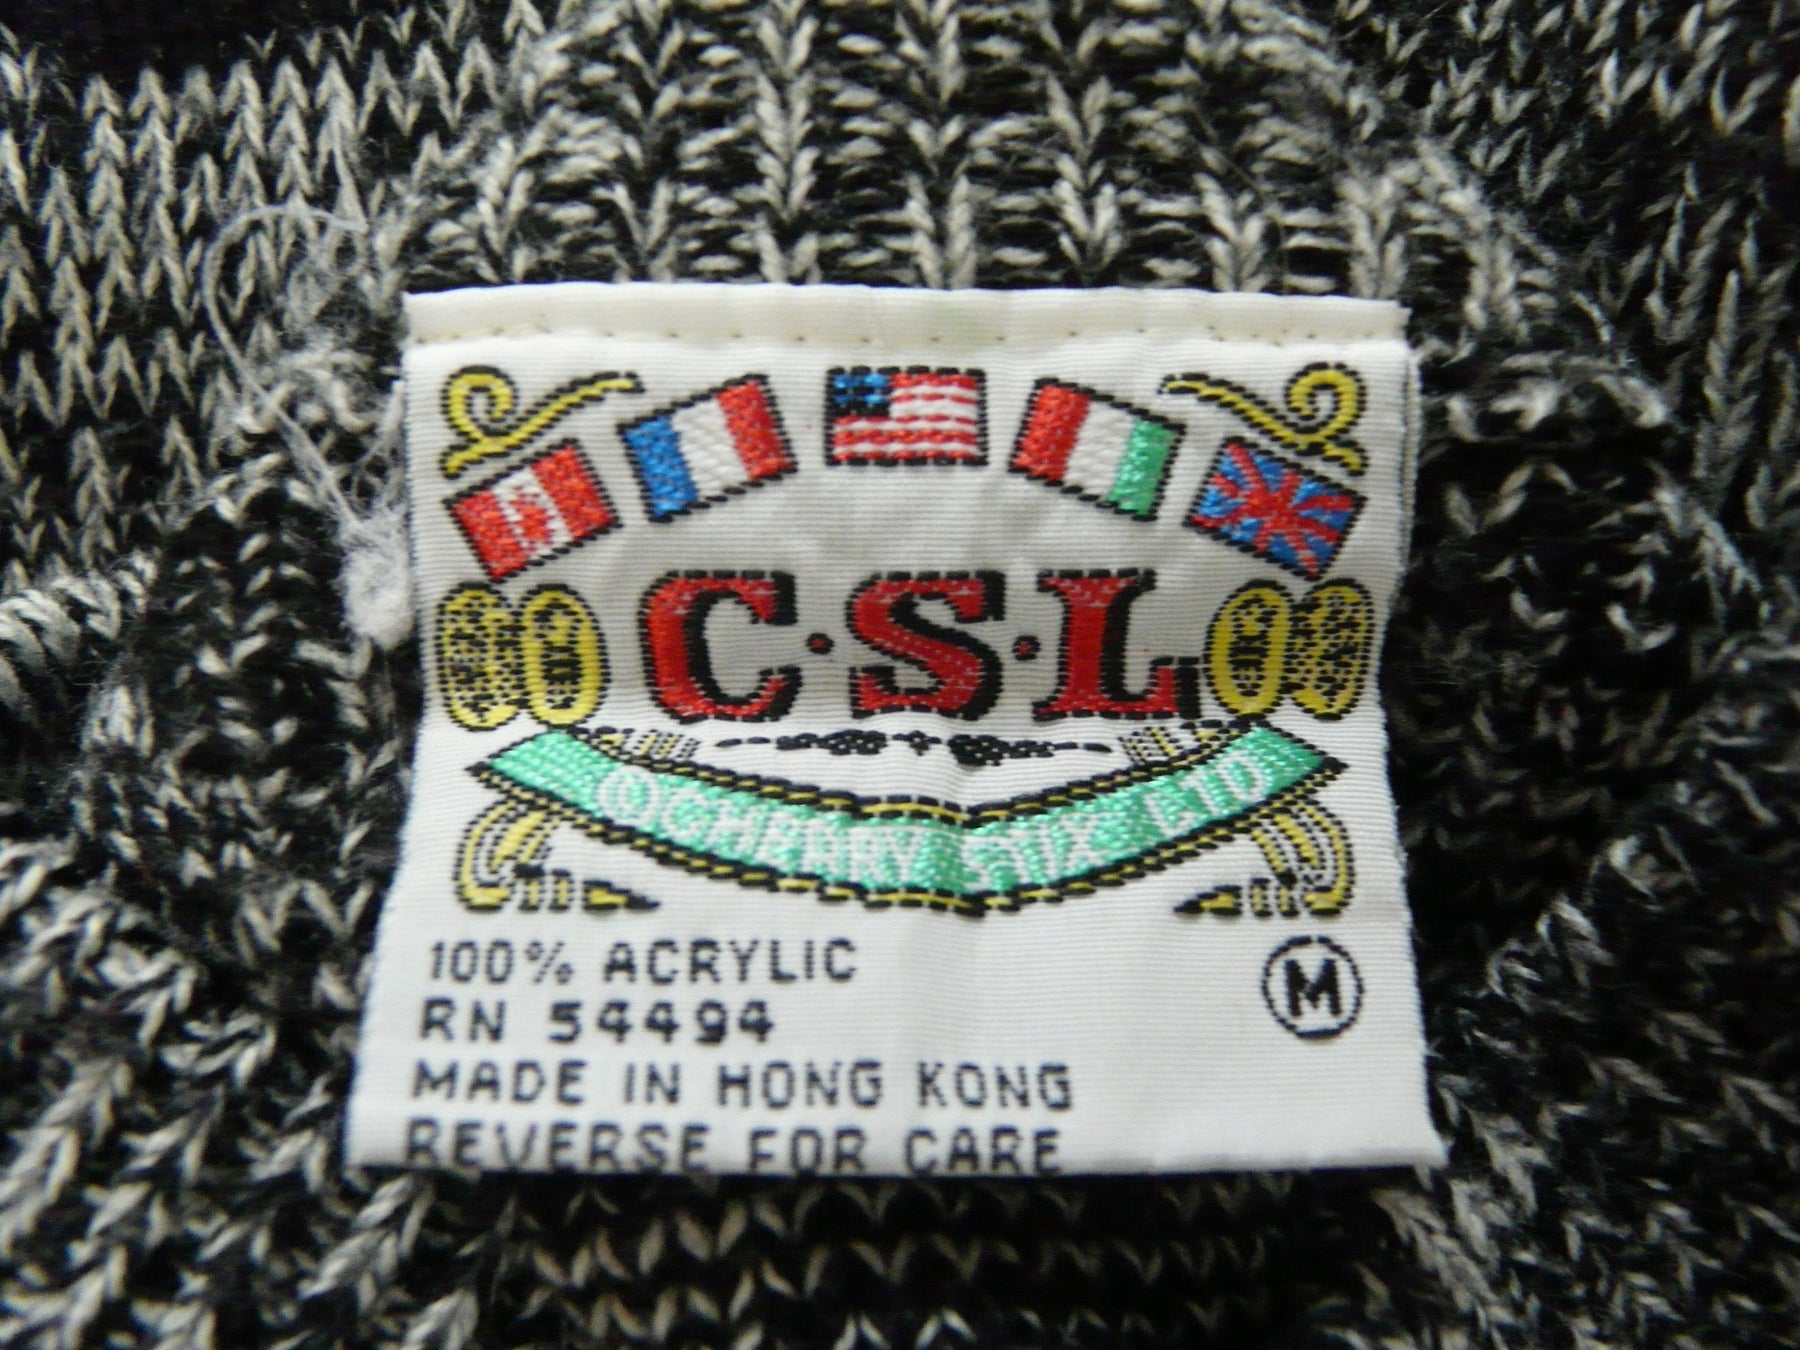 C·S·L
©CHERRY STIX LTD
100% ACRYLIC
M
RN 54494
MADE IN HONG KONG
REVERSE FOR CARE